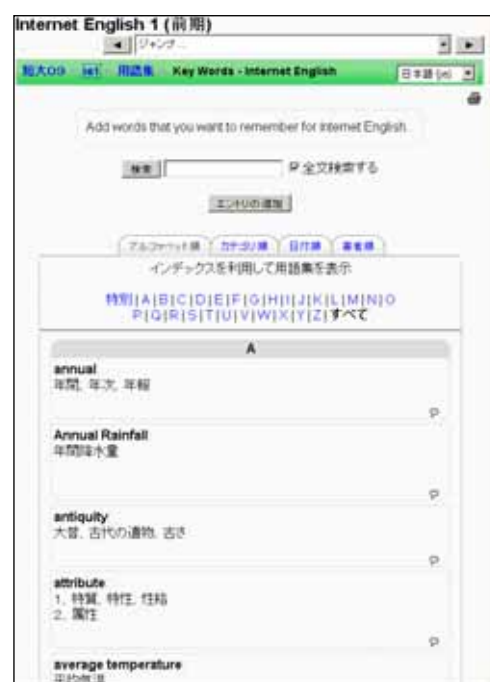 Internet English 1 (前期)
ジャンプ...
短大09 IE1 用語集 Key Words - Internet English 日本語 (ja)
Add words that you want to remember for Internet English.
検索 全文検索する
エントリの追加
アルファベット順 カテゴリ順 日付順 著者順
インデックスを利用して用語集を表示
特別 | A | B | C | D | E | F | G | H | I | J | K | L | M | N | O
P | Q | R | S | T | U | V | W | X | Y | Z | すべて
A
annual
年間, 年次, 年報
Annual Rainfall
年間降水量
antiquity
大昔, 古代の遺物, 古さ
attribute
1, 特質, 特性, 性格
2, 属性
average temperature
平均気温